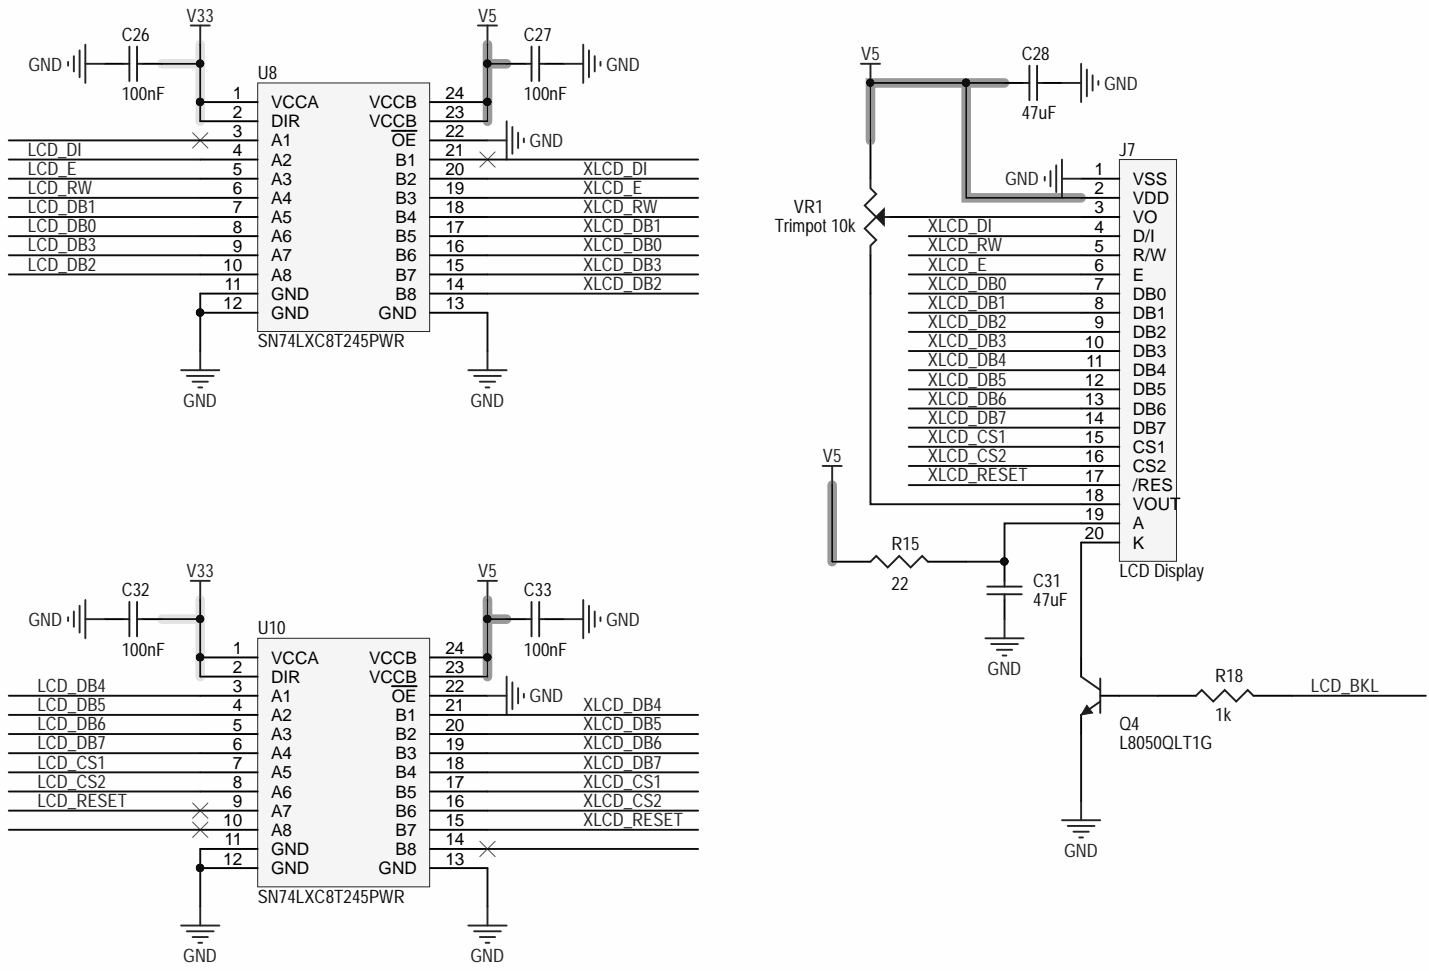 V33
C26
GND
100nF
V5
C27
GND
100nF
U8
1 VCCA VCCB 24
2 DIR VCCB 23
3 A1 OE 22 GND
LCD_DI 4 A2 B1 21
LCD_E 5 A3 B2 20 XLCD_DI
LCD_RW 6 A4 B3 19 XLCD_E
LCD_DB1 7 A5 B4 18 XLCD_RW
LCD_DB0 8 A6 B5 17 XLCD_DB1
LCD_DB3 9 A7 B6 16 XLCD_DB0
LCD_DB2 10 A8 B7 15 XLCD_DB3
11 GND B8 14 XLCD_DB2
12 GND GND 13
SN74LXC8T245PWR
GND
GND
V5
C28
GND
47uF
J7
GND 1 VSS
2 VDD
VR1
Trimpot 10k
3 VO
XLCD_DI 4 D/I
XLCD_RW 5 R/W
XLCD_E 6 E
XLCD_DB0 7 DB0
XLCD_DB1 8 DB1
XLCD_DB2 9 DB2
XLCD_DB3 10 DB3
XLCD_DB4 11 DB4
XLCD_DB5 12 DB5
XLCD_DB6 13 DB6
XLCD_DB7 14 DB7
XLCD_CS1 15 CS1
XLCD_CS2 16 CS2
XLCD_RESET 17 /RES
18 VOUT
19 A
20 K
LCD Display
V5
R15
22
C31
47uF
GND
R18
1k
LCD_BKL
Q4
L8050QLT1G
GND
V33
C32
GND
100nF
V5
C33
GND
100nF
U10
1 VCCA VCCB 24
2 DIR VCCB 23
LCD_DB4 3 A1 OE 22 GND
LCD_DB5 4 A2 B1 21 XLCD_DB4
LCD_DB6 5 A3 B2 20 XLCD_DB5
LCD_DB7 6 A4 B3 19 XLCD_DB6
LCD_CS1 7 A5 B4 18 XLCD_DB7
LCD_CS2 8 A6 B5 17 XLCD_CS1
LCD_RESET 9 A7 B6 16 XLCD_CS2
10 A8 B7 15 XLCD_RESET
11 GND B8 14
12 GND GND 13
SN74LXC8T245PWR
GND
GND